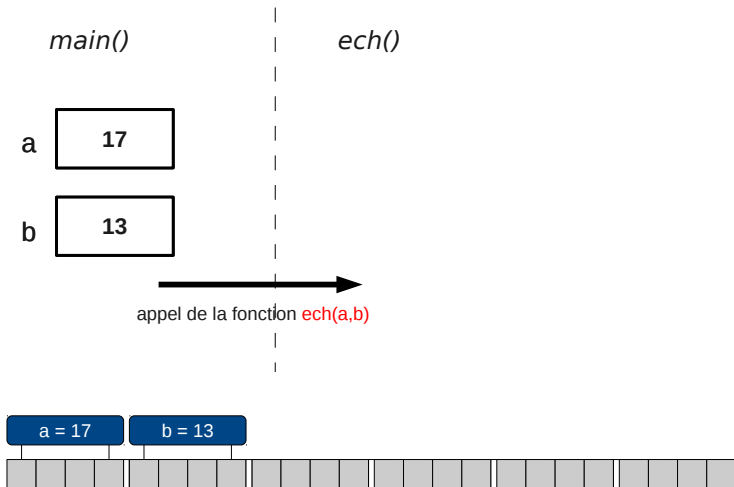 main()
ech()
a
17
b
13
appel de la fonction ech(a,b)
a = 17
b = 13